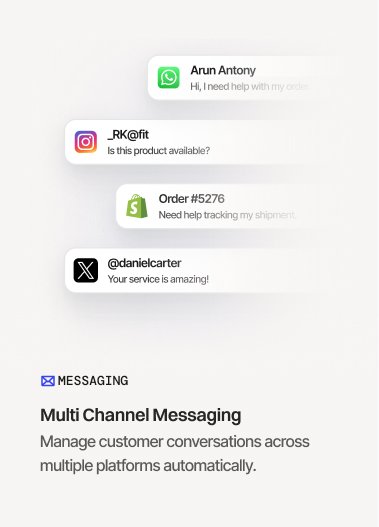 Arun Antony
Hi, I need help with my order
_RK@fit
Is this product available?
Order #5276
Need help tracking my shipment.
@danielcarter
Your service is amazing!
MESSAGING
Multi Channel Messaging
Manage customer conversations across
multiple platforms automatically.